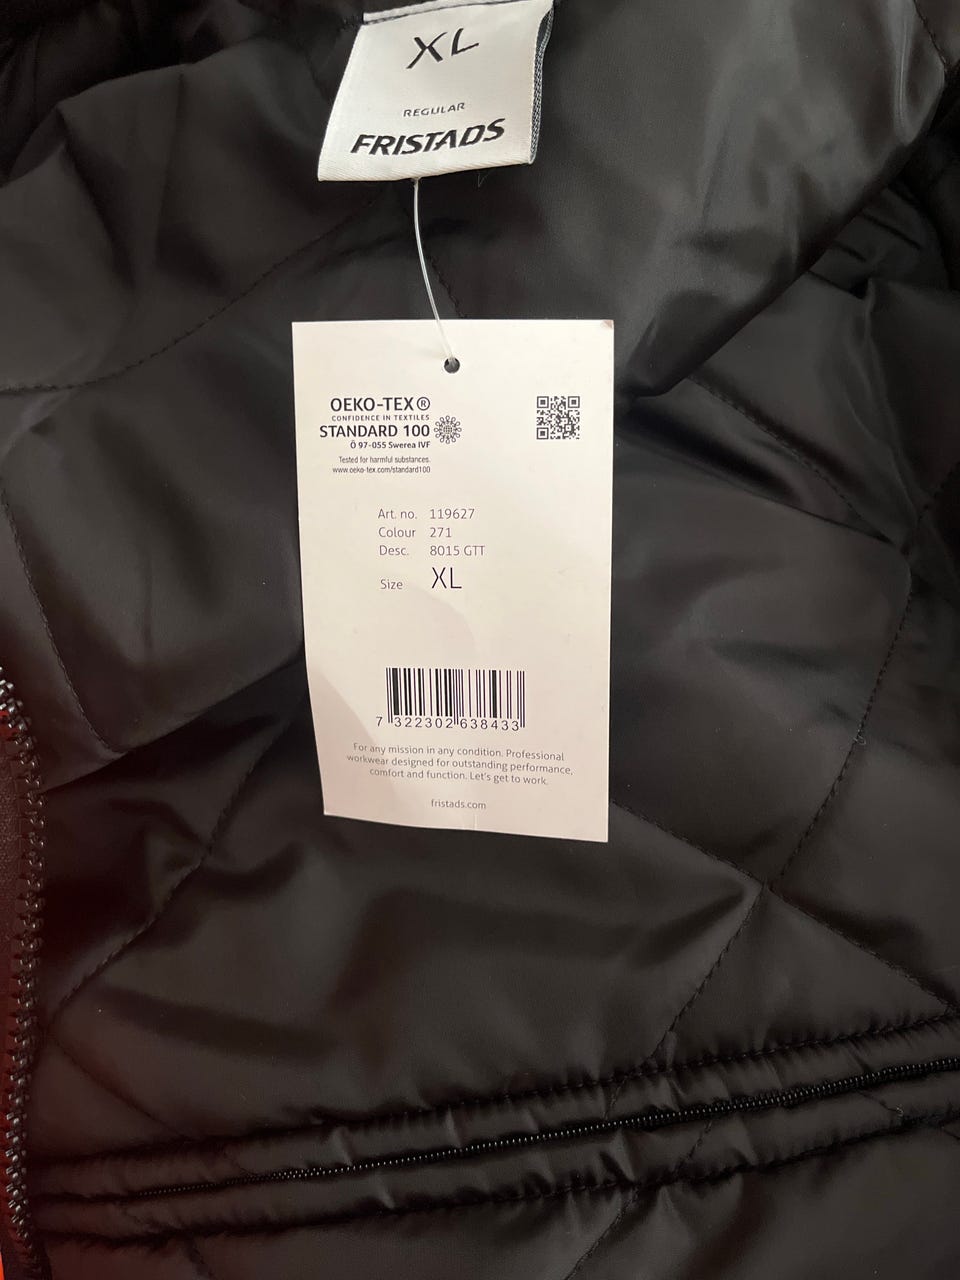 XL
REGULAR
FRISTADS
OEKO-TEX®
CONFIDENCE IN TEXTILES
STANDARD 100
Ö 97-055 Swerea IVF
Tested for harmful substances.
www.oeko-tex.com/standard100
Art. no. 119627
Colour 271
Desc. 8015 GTT
Size XL
7 322302 638433
For any mission in any condition. Professional
workwear designed for outstanding performance,
comfort and function. Let's get to work.
fristads.com